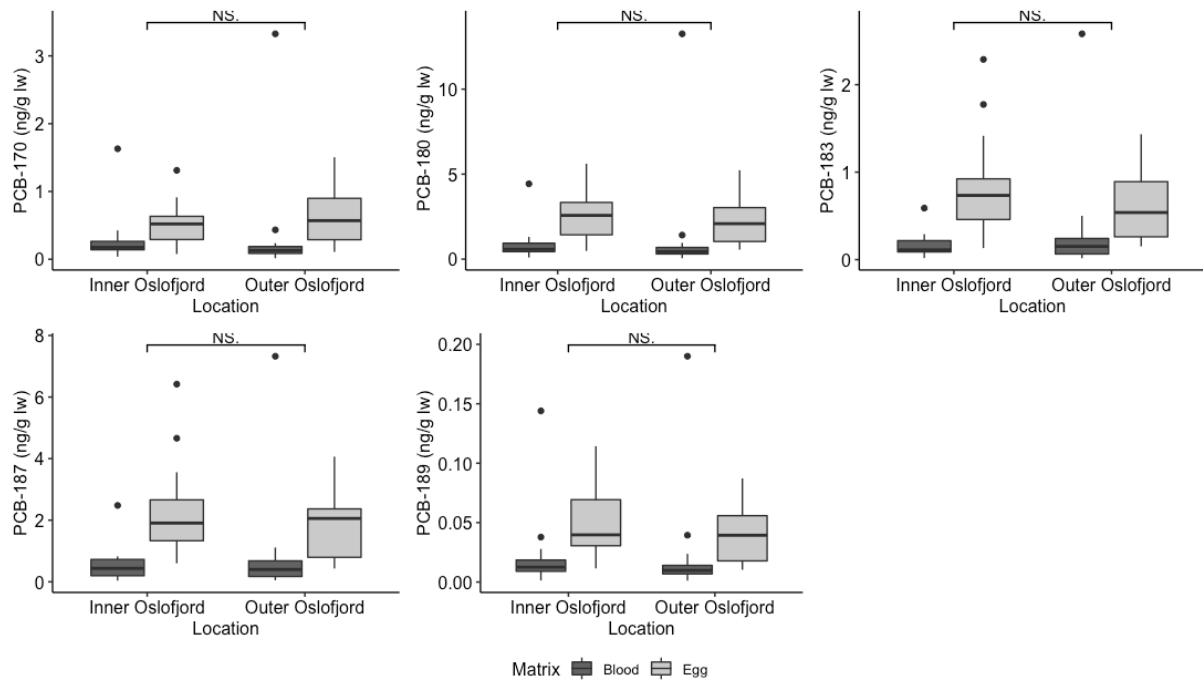 NS.
PCB-170 (ng/g lw)
3
2
1
0
Inner Oslofjord Outer Oslofjord
Location
NS.
PCB-180 (ng/g lw)
10
5
0
Inner Oslofjord Outer Oslofjord
Location
NS.
PCB-183 (ng/g lw)
2
1
0
Inner Oslofjord Outer Oslofjord
Location
NS.
PCB-187 (ng/g lw)
8
6
4
2
0
Inner Oslofjord Outer Oslofjord
Location
NS.
PCB-189 (ng/g lw)
0.20
0.15
0.10
0.05
0.00
Inner Oslofjord Outer Oslofjord
Location
Matrix Blood Egg